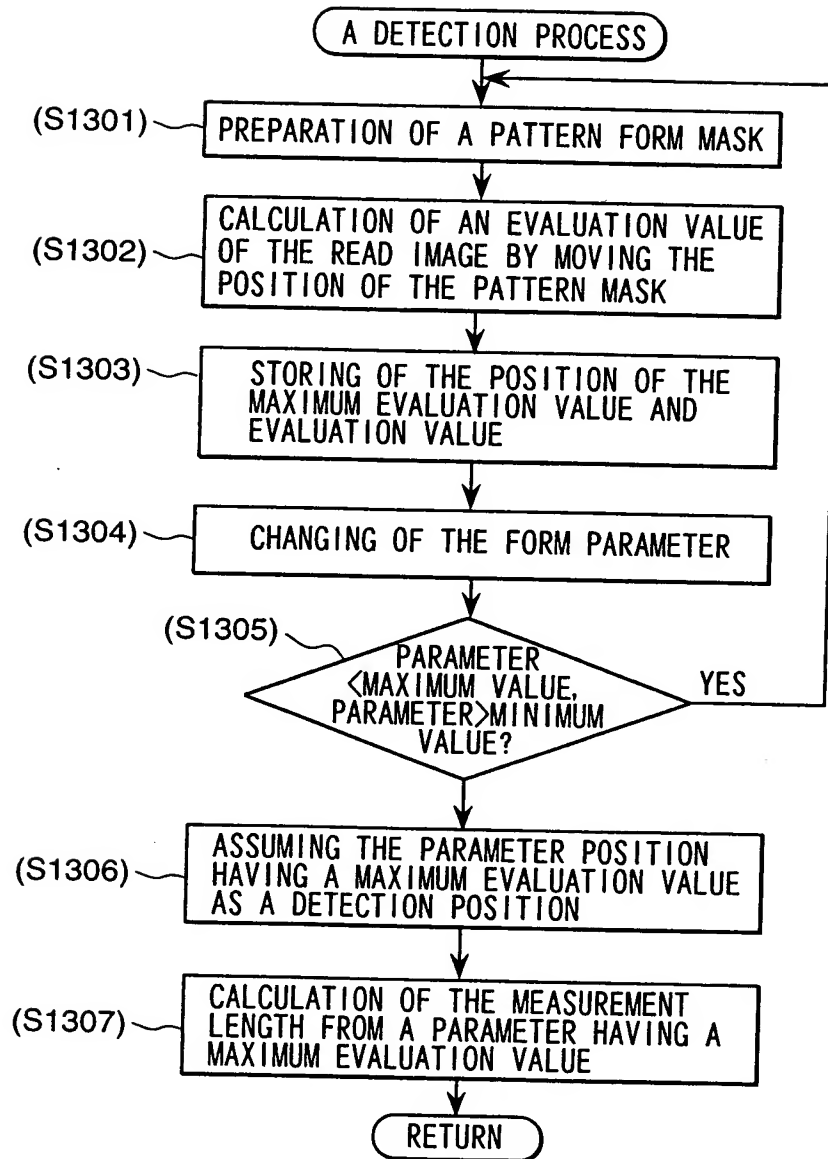 A DETECTION PROCESS
(S1301)
PREPARATION OF A PATTERN FORM MASK
(S1302)
CALCULATION OF AN EVALUATION VALUE
OF THE READ IMAGE BY MOVING THE
POSITION OF THE PATTERN MASK
(S1303)
STORING OF THE POSITION OF THE
MAXIMUM EVALUATION VALUE AND
EVALUATION VALUE
(S1304)
CHANGING OF THE FORM PARAMETER
(S1305)
PARAMETER
<MAXIMUM VALUE,
PARAMETER>MINIMUM
VALUE?
YES
(S1306)
ASSUMING THE PARAMETER POSITION
HAVING A MAXIMUM EVALUATION VALUE
AS A DETECTION POSITION
(S1307)
CALCULATION OF THE MEASUREMENT
LENGTH FROM A PARAMETER HAVING A
MAXIMUM EVALUATION VALUE
RETURN